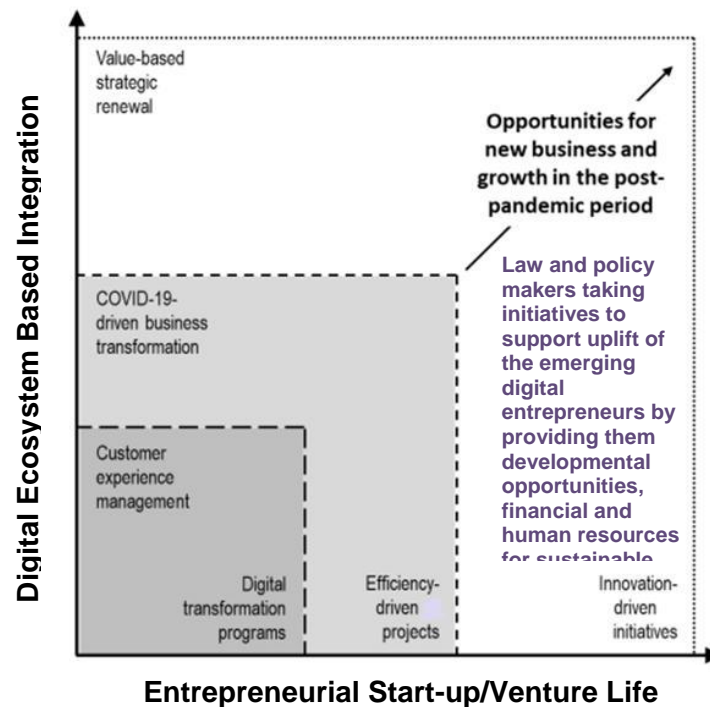 Value-based
strategic
renewal
Opportunities for
new business and
growth in the post-
pandemic period
COVID-19-
driven business
transformation
Law and policy
makers taking
initiatives to
support uplift of
the emerging
digital
entrepreneurs by
providing them
developmental
opportunities,
financial and
human resources
for sustainable
Customer
experience
management
Digital
transformation
programs
Efficiency-
driven
projects
Innovation-
driven
initiatives
Digital Ecosystem Based Integration
Entrepreneurial Start-up/Venture Life